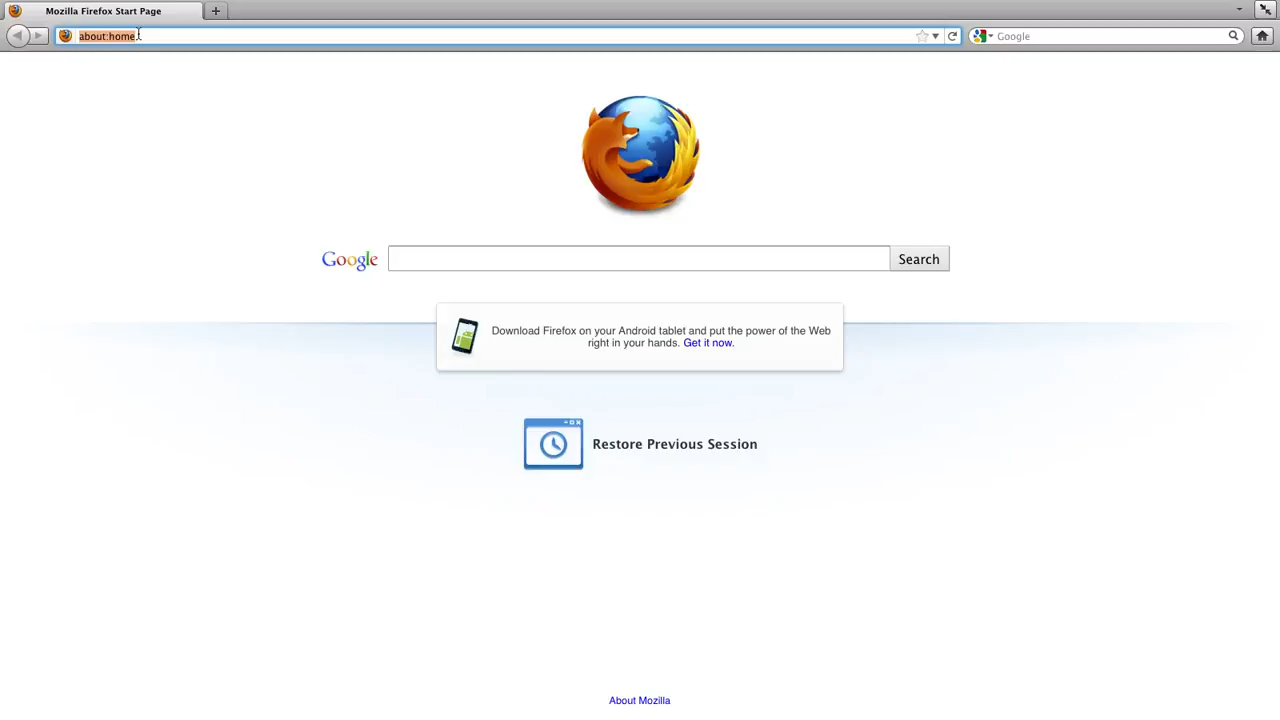 Mozilla Firefox Start Page
about:home
Google
Google
Search
Download Firefox on your Android tablet and put the power of the Web
right in your hands. Get it now.
Restore Previous Session
About Mozilla